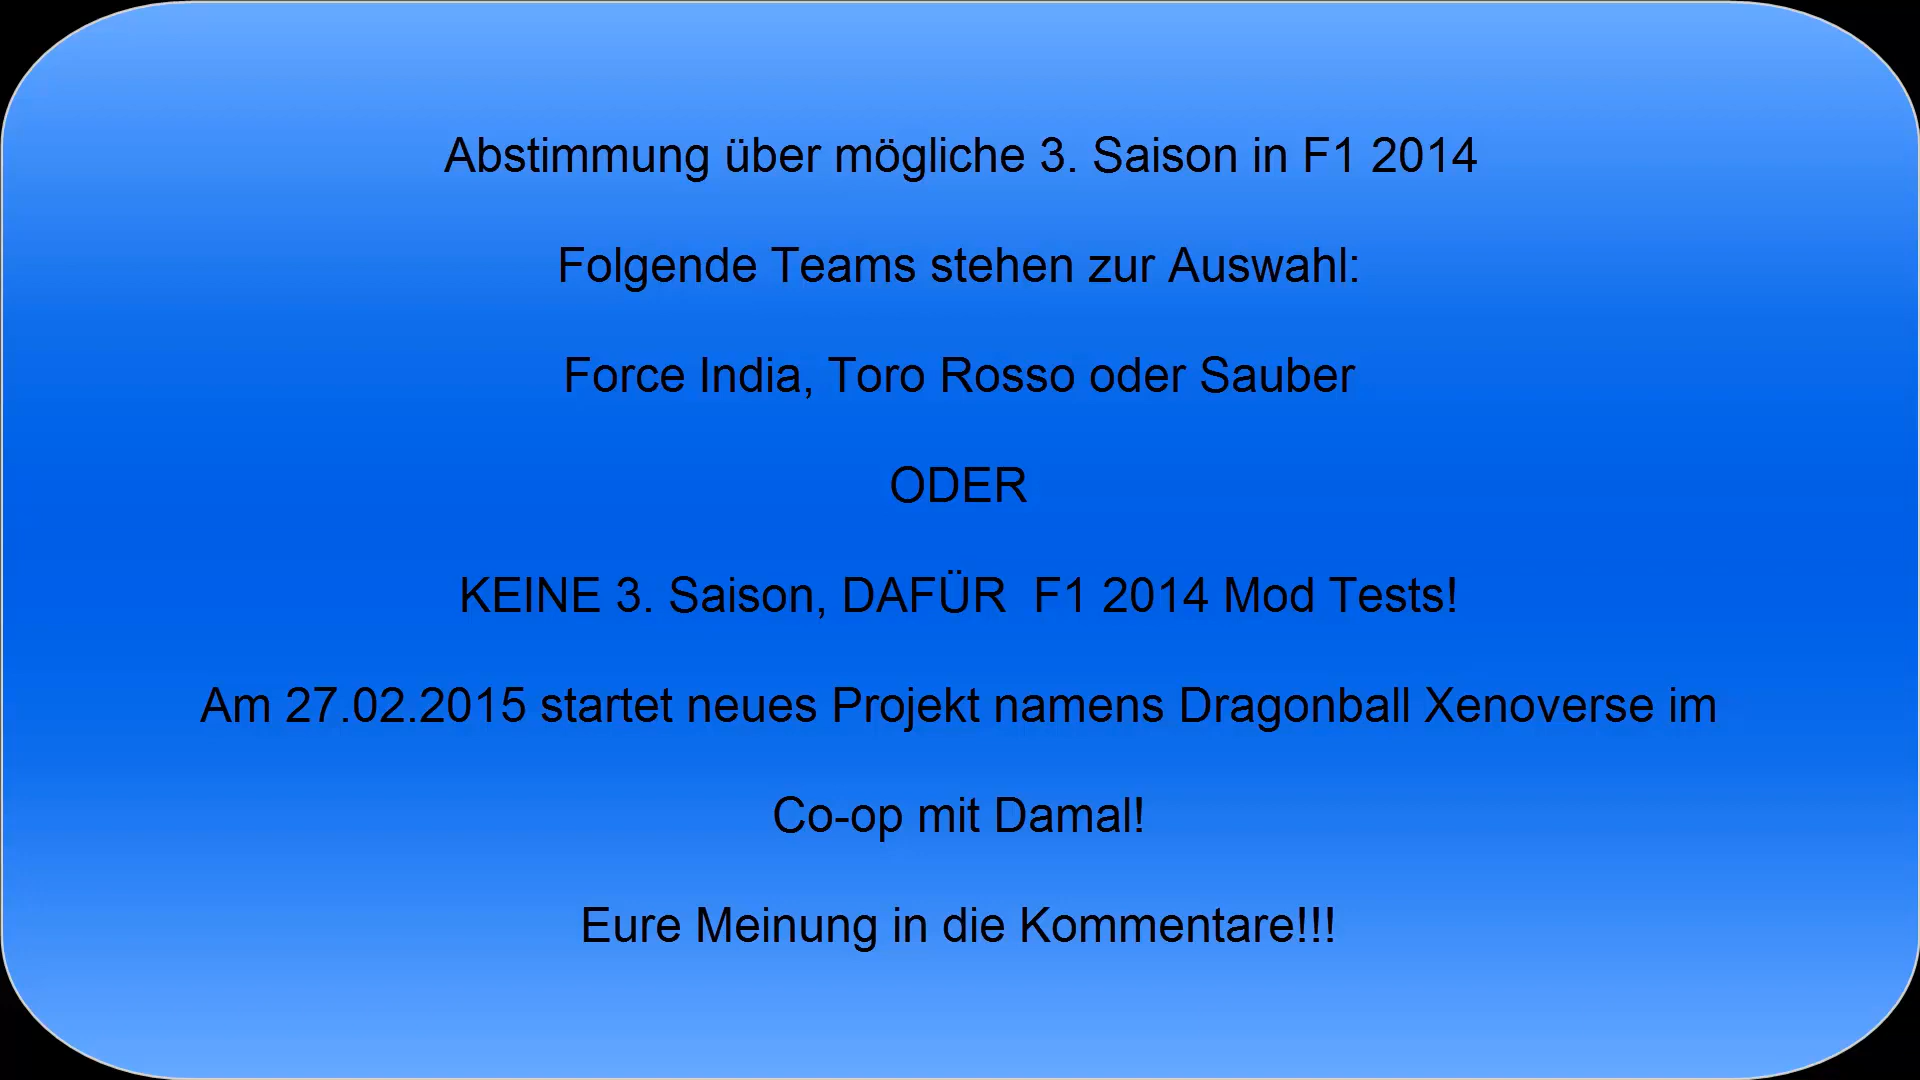 Abstimmung über mögliche 3. Saison in F1 2014
Folgende Teams stehen zur Auswahl:
Force India, Toro Rosso oder Sauber
ODER
KEINE 3. Saison, DAFÜR  F1 2014 Mod Tests!
Am 27.02.2015 startet neues Projekt namens Dragonball Xenoverse im
Co-op mit Damal!
Eure Meinung in die Kommentare!!!